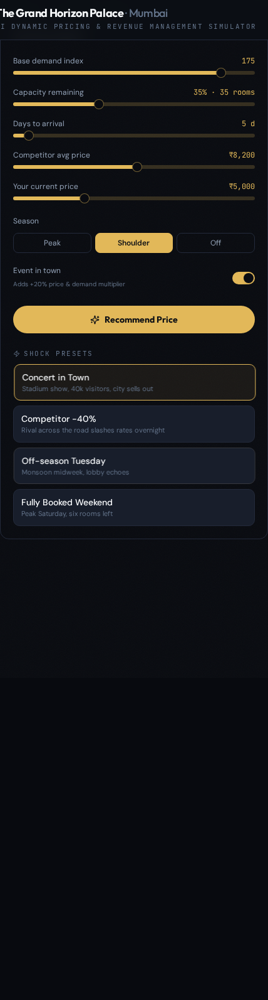 The Grand Horizon Palace · Mumbai
I DYNAMIC PRICING & REVENUE MANAGEMENT SIMULATOR
Base demand index 175
Capacity remaining 35% · 35 rooms
Days to arrival 5 d
Competitor avg price ₹8,200
Your current price ₹5,000
Season
Peak Shoulder Off
Event in town
Adds +20% price & demand multiplier
Recommend Price
SHOCK PRESETS
Concert in Town
Stadium show, 40k visitors, city sells out
Competitor -40%
Rival across the road slashes rates overnight
Off-season Tuesday
Monsoon midweek, lobby echoes
Fully Booked Weekend
Peak Saturday, six rooms left